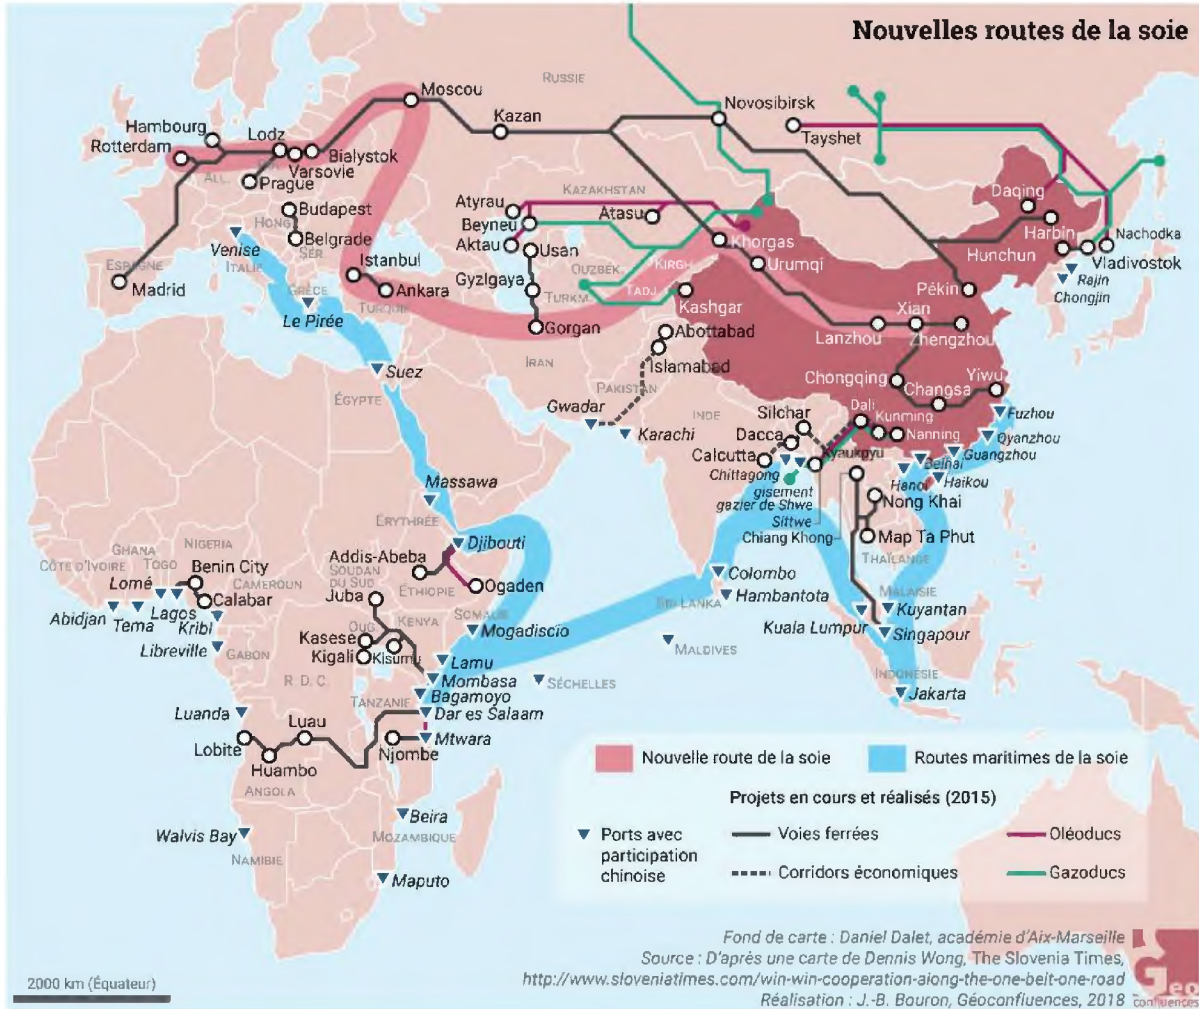 Nouvelles routes de la soie
RUSSIE
Moscou
Kazan
Novosibirsk
Tayshet
Hambourg
Rotterdam
Lodz
Bialystok
Varsovie
ALL.
Prague
KAZAKHSTAN
Atyrau
Beyneu
Aktau
Atasu
Daqing
Harbin
Hunchun
Nachodka
Vladivostok
Rajin
Chongjin
HONG
Budapest
Belgrade
SER.
Venise
ITALIE
ESPAGNE
Madrid
GRÈCE
Le Pirée
Istanbul
Ankara
TURQUIE
Usan
Gyzlgaya
OUZBEK.
TURKM.
Gorgan
KIRGH.
TADJ.
Khorgas
Urumqi
Kashgar
Pékin
Xian
Lanzhou
Zhengzhou
Abottabad
Islamabad
IRAN
PAKISTAN
Suez
ÉGYPTE
Gwadar
Karachi
INDE
Chongqing
Changsa
Yiwu
Fuzhou
Qyanzhou
Guangzhou
Silchar
Dacca
Calcutta
Chittagong
Dali
Kunming
Nanning
Kyaukpyu
Beihai
Hanoi
Haikou
gisement
gazier de Shwe
Sittwe
Chiang Khong
Nong Khai
Map Ta Phut
THAÏLANDE
Massawa
ÉRYTHRÉE
Djibouti
Addis-Abeba
SOUDAN
DU SUD
ÉTHIOPIE
Ogaden
GHANA
NIGERIA
CÔTE D'IVOIRE
TOGO
Benin City
CAMEROUN
Lomé
Calabar
Lagos
Abidjan
Tema
Kribi
Libreville
GABON
Juba
OUG.
KENYA
SOMALIE
Mogadiscio
Kasese
Kigali
Kisumu
Lamu
Mombasa
Bagamoyo
R. D. C.
TANZANIE
Dar es Salaam
Mtwara
SÉCHELLES
Colombo
SRI LANKA
Hambantota
MALDIVES
MALAISIE
Kuyantan
Kuala Lumpur
Singapour
INDONÉSIE
Jakarta
Luanda
Luau
Lobite
Huambo
ANGOLA
Njombe
Beira
MOZAMBIQUE
Walvis Bay
NAMIBIE
Maputo
Nouvelle route de la soie
Routes maritimes de la soie
Projets en cours et réalisés (2015)
Ports avec
participation
chinoise
Voies ferrées
Oléoducs
Corridors économiques
Gazoducs
Fond de carte : Daniel Dalet, académie d'Aix-Marseille
Source : D'après une carte de Dennis Wong, The Slovenia Times,
http://www.sloveniatimes.com/win-win-cooperation-along-the-one-beit-one-road
Réalisation : J.-B. Bouron, Géoconfluences, 2018
Géo
confluences
2000 km (Équateur)